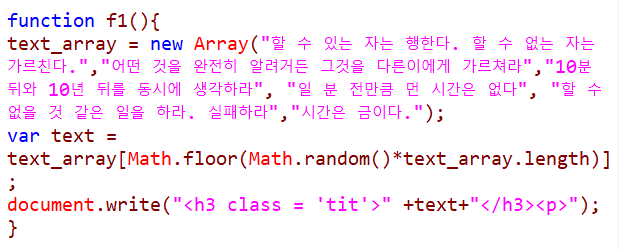 function f1(){
text_array = new Array("할 수 있는 자는 행한다. 할 수 없는 자는
가르친다.","어떤 것을 완전히 알려거든 그것을 다른이에게 가르쳐라","10분
뒤와 10년 뒤를 동시에 생각하라", "일 분 전만큼 먼 시간은 없다", "할 수
없을 것 같은 일을 하라. 실패하라","시간은 금이다.");
var text =
text_array[Math.floor(Math.random()*text_array.length)]
;
document.write("<h3 class = 'tit'>" +text+"</h3><p>");
}